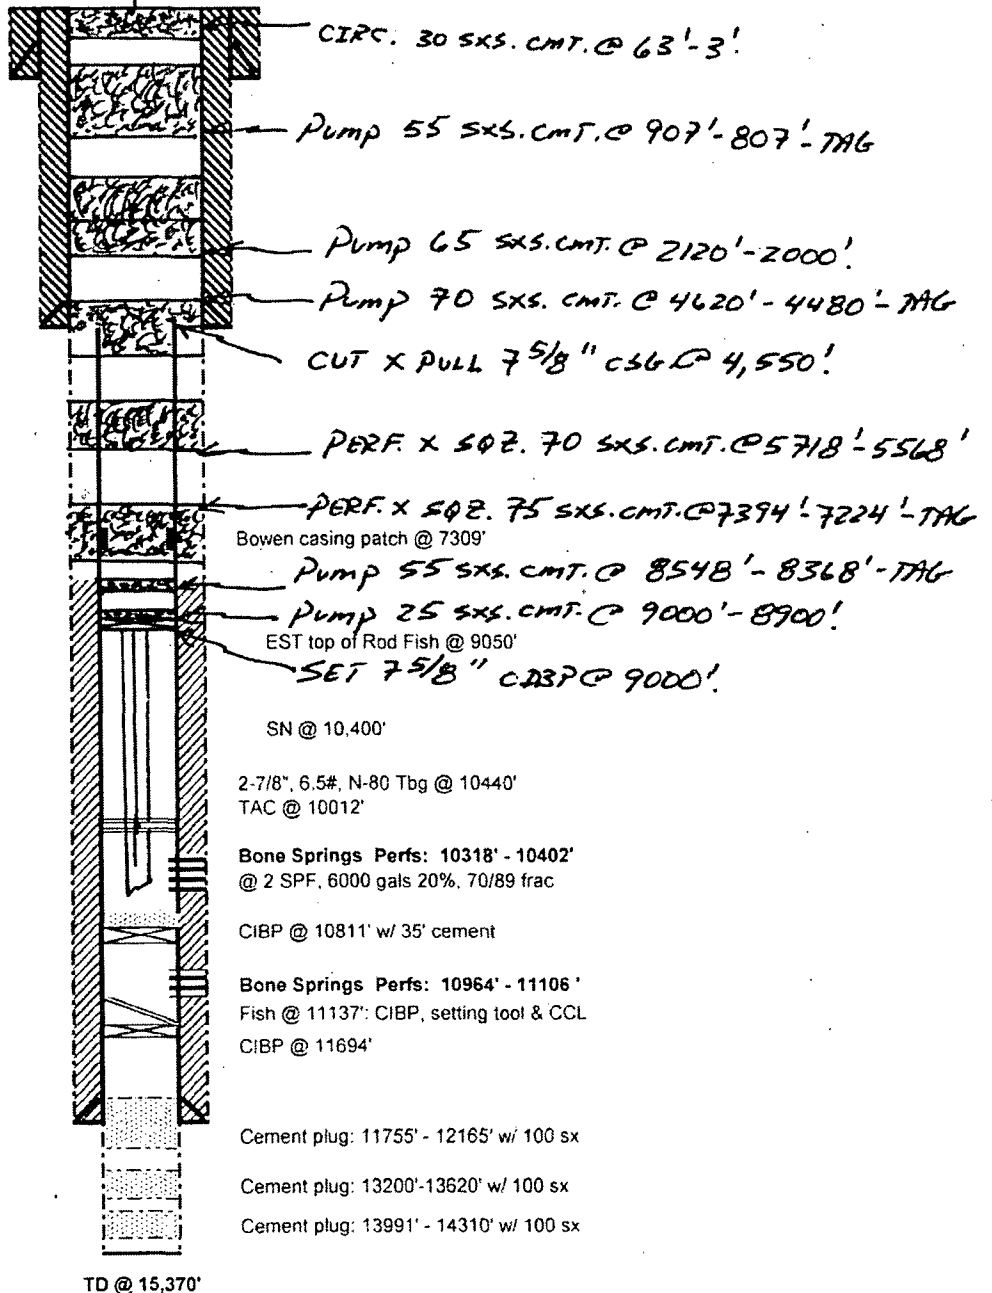 CIRC. 30 SXS. CMT. @ 63'-3'.
Pump 55 SXS. CMT. @ 907'-807'-TAG
Pump 65 SXS. CMT. @ 2120'-2000'.
Pump 70 SXS. CMT. @ 4620'-4480'-TAG
CUT X PULL 7 5/8" CSG @ 4,550'.
PERF. X SQZ. 70 SXS. CMT. @ 5718'-5568'
PERF. X SQZ. 75 SXS. CMT. @ 7394'-7224'-TAG
Bowen casing patch @ 7309'
Pump 55 SXS. CMT. @ 8548'-8368'-TAG
Pump 25 SXS. CMT. @ 9000'-8900'.
EST top of Rod Fish @ 9050'
SET 7 5/8" CIBP @ 9000'.
SN @ 10,400'
2-7/8", 6.5#, N-80 Tbg @ 10440'
TAC @ 10012'
Bone Springs Perfs: 10318' - 10402'
@ 2 SPF, 6000 gals 20%, 70/89 frac
CIBP @ 10811' w/ 35' cement
Bone Springs Perfs: 10964' - 11106 '
Fish @ 11137': CIBP, setting tool & CCL
CIBP @ 11694'
Cement plug: 11755' - 12165' w/ 100 sx
Cement plug: 13200'-13620' w/ 100 sx
Cement plug: 13991' - 14310' w/ 100 sx
TD @ 15,370'